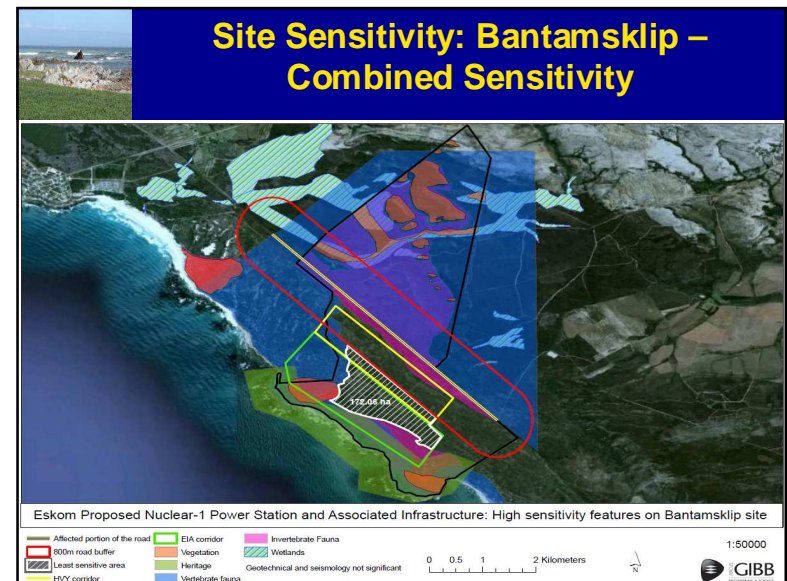 Site Sensitivity: Bantamsklip –
Combined Sensitivity
172.06 ha
Eskom Proposed Nuclear-1 Power Station and Associated Infrastructure: High sensitivity features on Bantamsklip site
Affected portion of the road
800m road buffer
Least sensitive area
HVY corridor
EIA corridor
Vegetation
Heritage
Vertebrate fauna
Invertebrate Fauna
Wetlands
Geotechnical and seismology not significant
0 0.5 1 2 Kilometers
N
1:50000
GIBB